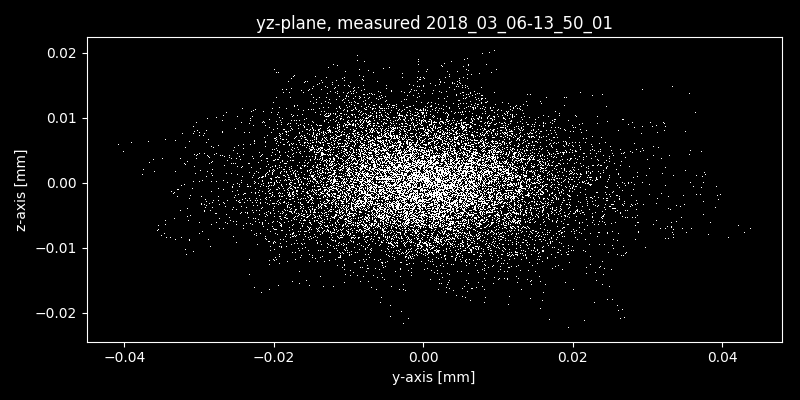 yz-plane, measured 2018_03_06-13_50_01
0.02
0.01
0.00
−0.01
−0.02
z-axis [mm]
−0.04 −0.02 0.00 0.02 0.04
y-axis [mm]